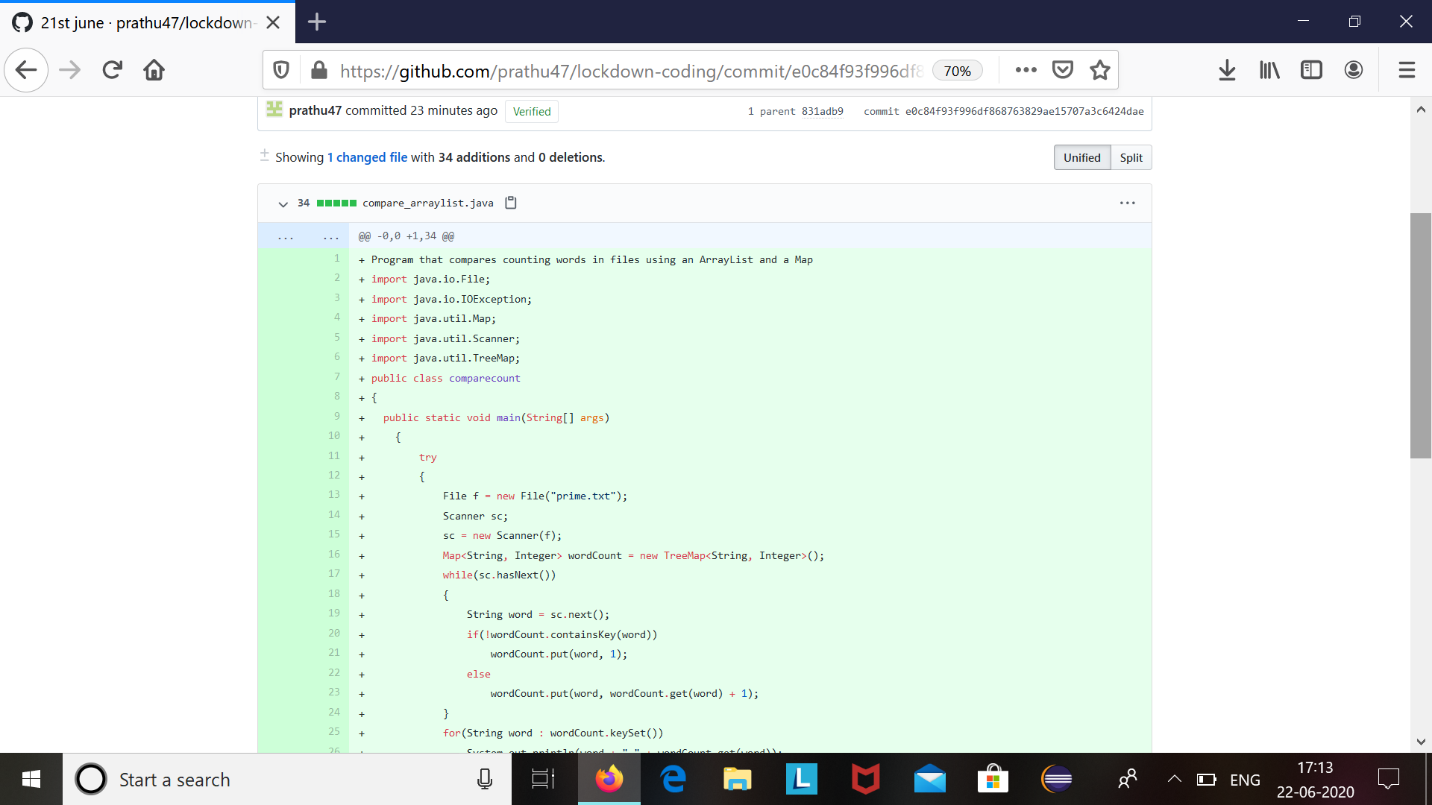 21st june · prathu47/lockdown-
https://github.com/prathu47/lockdown-coding/commit/e0c84f93f996df8
70%
prathu47 committed 23 minutes ago Verified 1 parent 831adb9 commit e0c84f93f996df868763829ae15707a3c6424dae
Showing 1 changed file with 34 additions and 0 deletions. Unified Split
34 compare_arraylist.java
... ... @@ -0,0 +1,34 @@
1 + Program that compares counting words in files using an ArrayList and a Map
2 + import java.io.File;
3 + import java.io.IOException;
4 + import java.util.Map;
5 + import java.util.Scanner;
6 + import java.util.TreeMap;
7 + public class comparecount
8 + {
9 + public static void main(String[] args)
10 + {
11 + try
12 + {
13 + File f = new File("prime.txt");
14 + Scanner sc;
15 + sc = new Scanner(f);
16 + Map<String, Integer> wordCount = new TreeMap<String, Integer>();
17 + while(sc.hasNext())
18 + {
19 + String word = sc.next();
20 + if(!wordCount.containsKey(word))
21 + wordCount.put(word, 1);
22 + else
23 + wordCount.put(word, wordCount.get(word) + 1);
24 + }
25 + for(String word : wordCount.keySet())
26 + System.out.println(word + " " + wordCount.get(word));
Start a search
ENG
17:13
22-06-2020